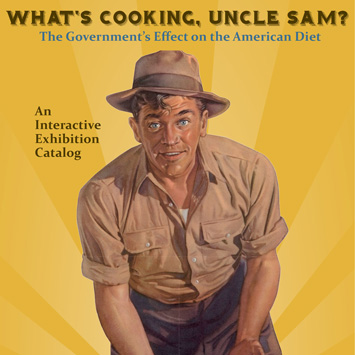 WHAT'S COOKING, UNCLE SAM?
The Government's Effect on the American Diet
An
Interactive
Exhibition
Catalog